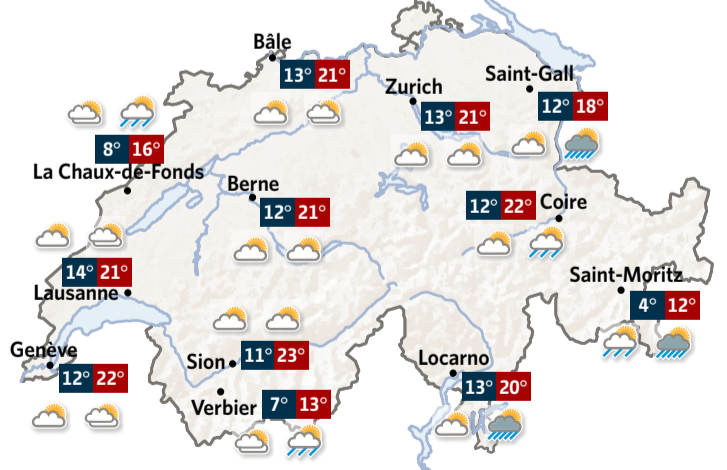 Bâle
13° 21°
Zurich
13° 21°
Saint-Gall
12° 18°
8° 16°
La Chaux-de-Fonds
Berne
12° 21°
12° 22° Coire
14° 21°
Lausanne
Saint-Moritz
4° 12°
Genève
12° 22°
Sion 11° 23°
Locarno
13° 20°
Verbier 7° 13°